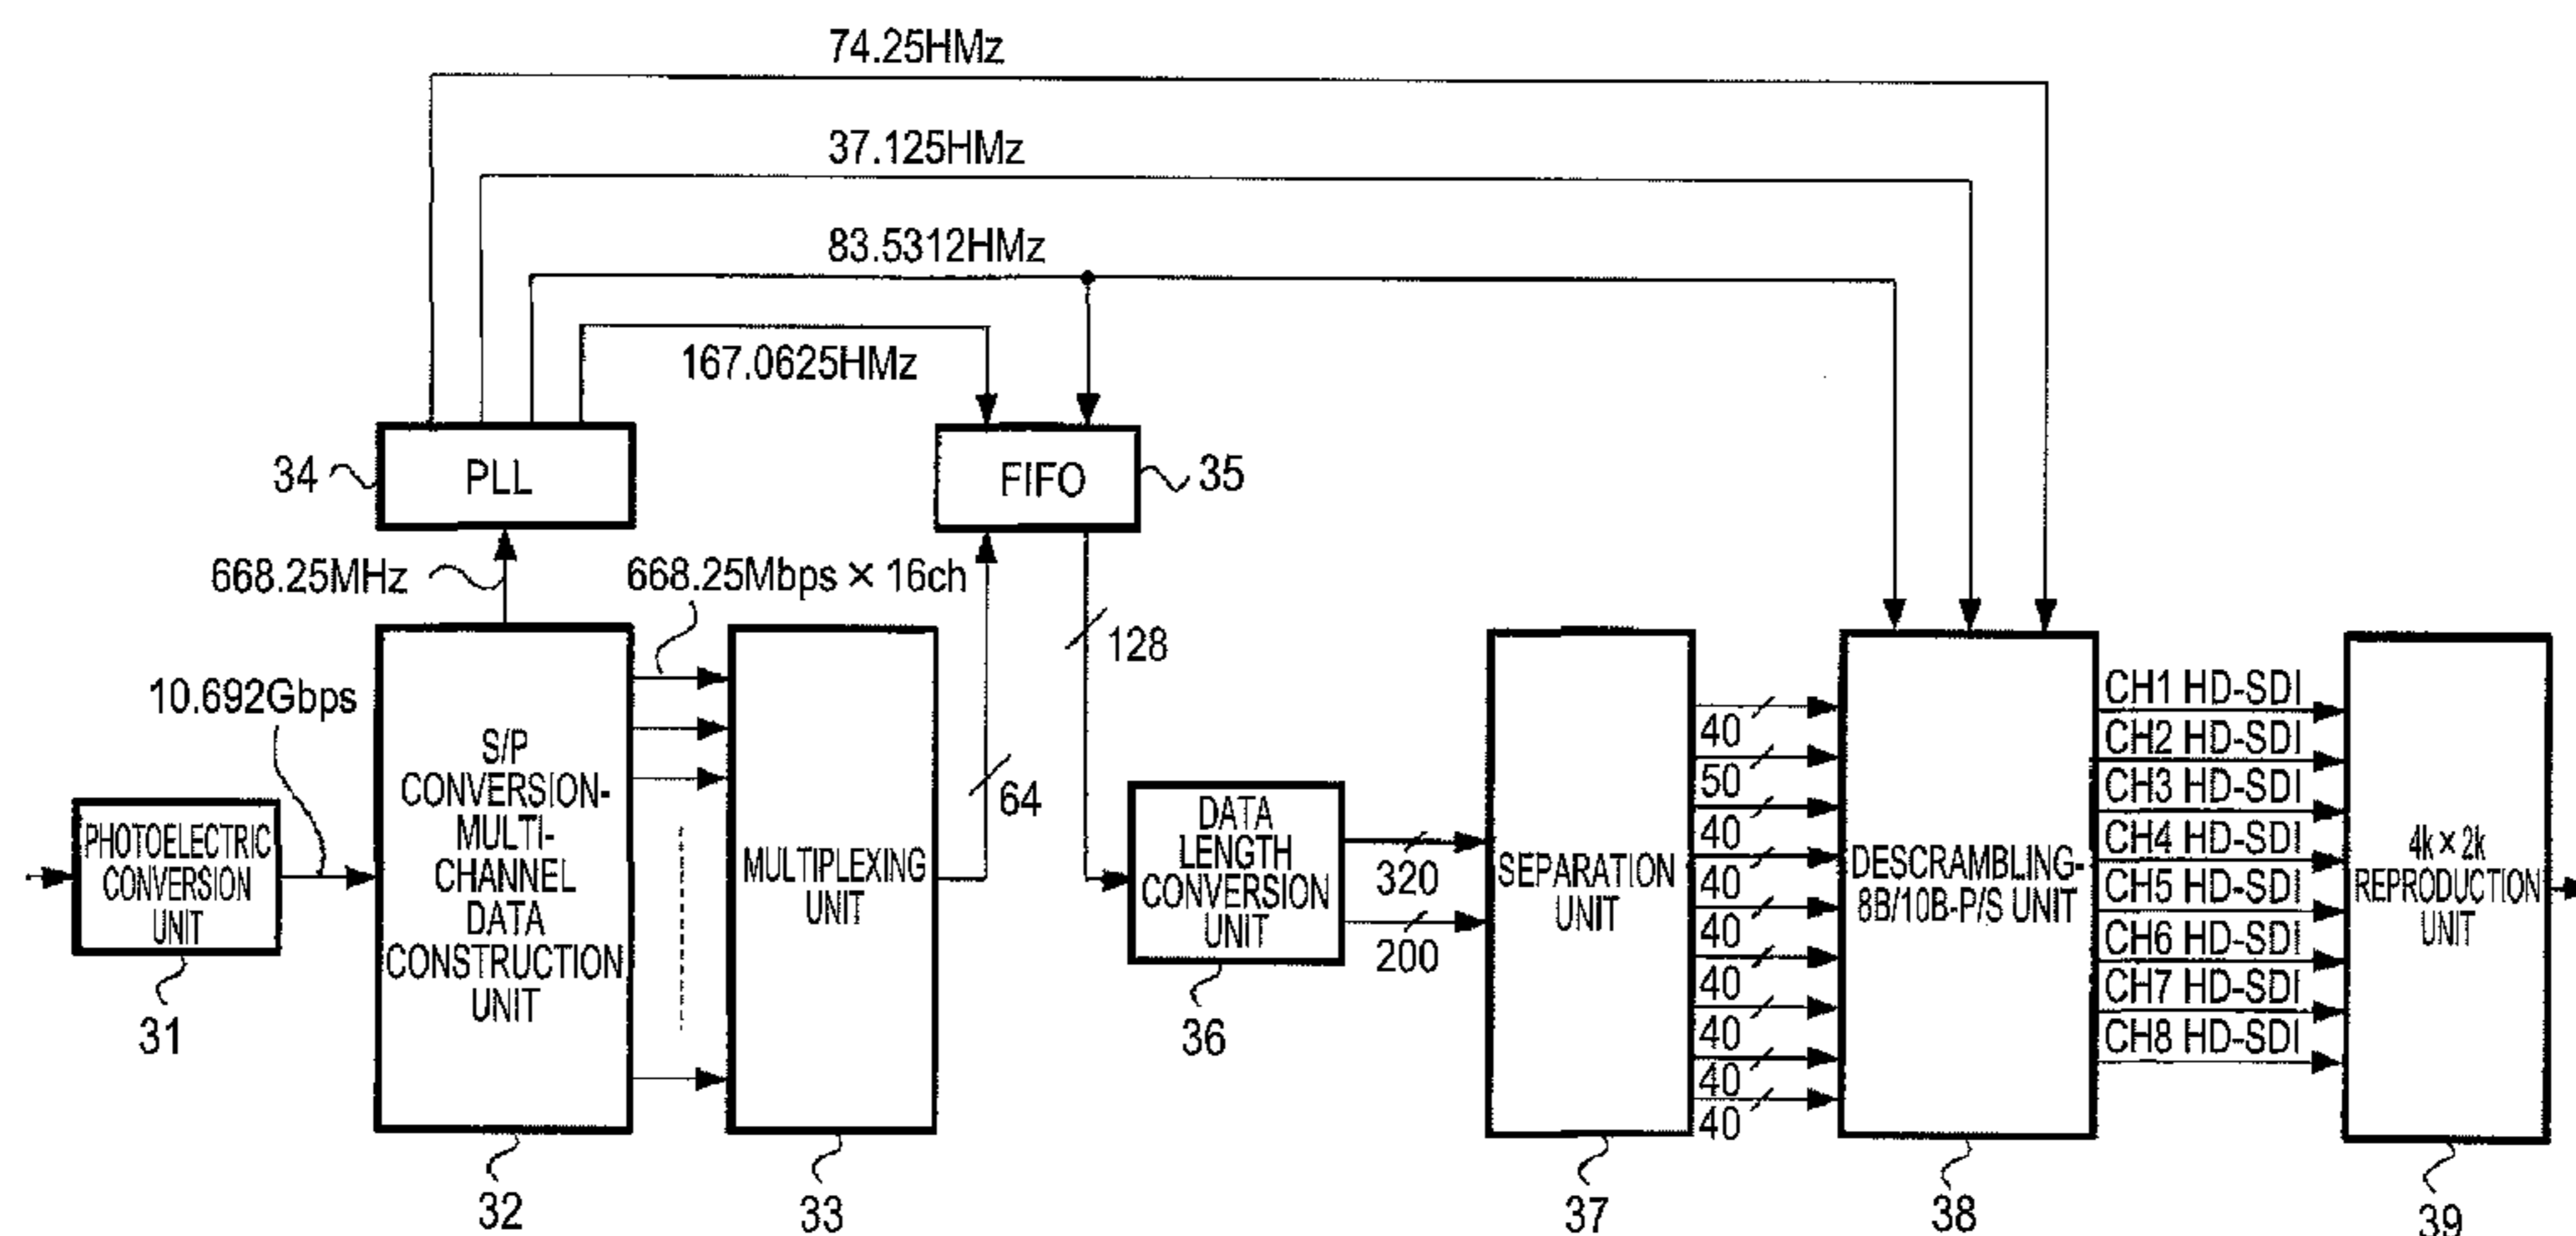 74.25HMz
37.125HMz
83.5312HMz
167.0625HMz
34
PLL
FIFO
35
668.25MHz
668.25Mbps × 16ch
128
10.692Gbps
64
PHOTOELECTRIC
CONVERSION
UNIT
31
S/P
CONVERSION-
MULTI-
CHANNEL
DATA
CONSTRUCTION
UNIT
32
MULTIPLEXING
UNIT
33
DATA
LENGTH
CONVERSION
UNIT
36
320
200
SEPARATION
UNIT
37
40
50
40
40
40
40
40
40
40
DESCRAMBLING-
8B/10B-P/S UNIT
38
CH1 HD-SDI
CH2 HD-SDI
CH3 HD-SDI
CH4 HD-SDI
CH5 HD-SDI
CH6 HD-SDI
CH7 HD-SDI
CH8 HD-SDI
4k × 2k
REPRODUCTION
UNIT
39